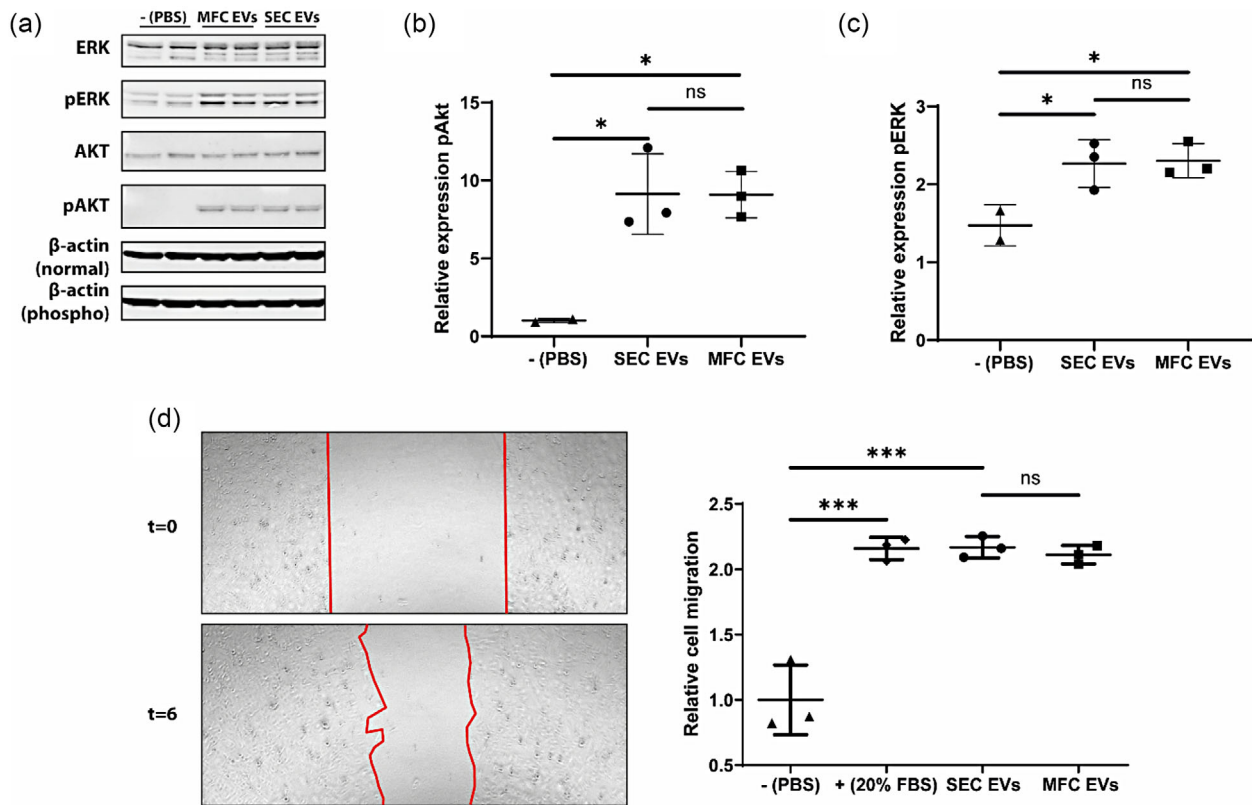 (a)
- (PBS) MFC EVs SEC EVs
ERK
pERK
AKT
pAKT
β-actin
(normal)
β-actin
(phospho)
(b)
Relative expression pAkt
15
10
5
0
*
ns
*
- (PBS) SEC EVs MFC EVs
(c)
Relative expression pERK
3
2
1
0
*
ns
*
- (PBS) SEC EVs MFC EVs
(d)
t=0
t=6
Relative cell migration
2.5
2.0
1.5
1.0
0.5
***
ns
***
- (PBS) + (20% FBS) SEC EVs MFC EVs